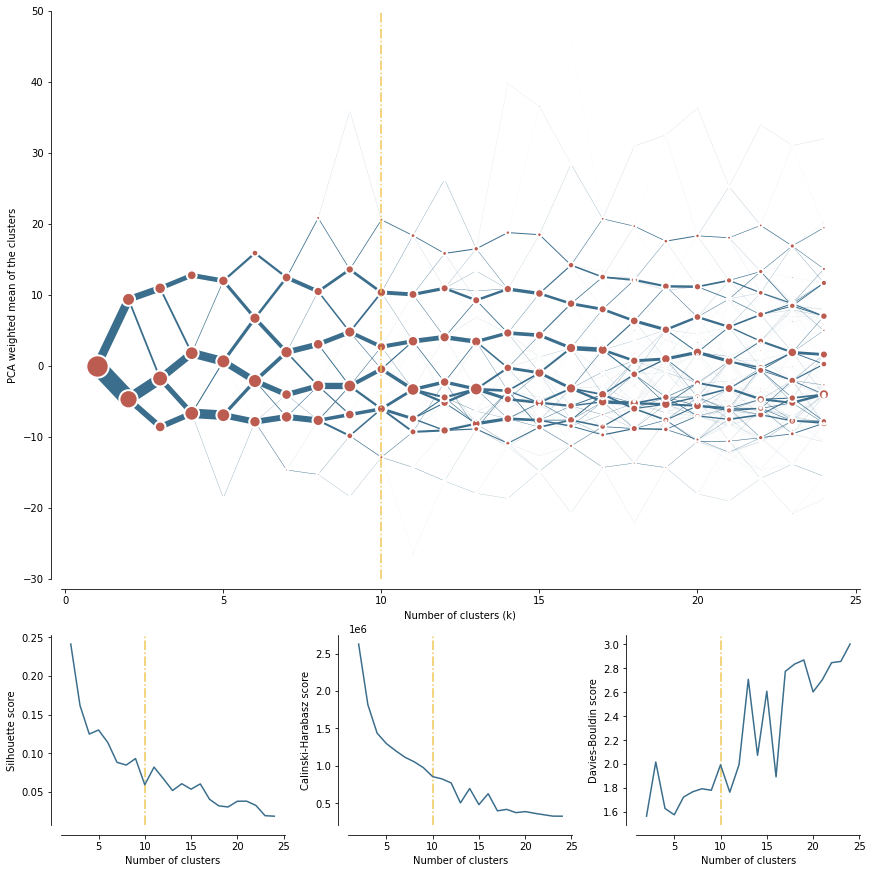 50
40
30
20
10
0
−10
−20
−30
PCA weighted mean of the clusters
0 5 10 15 20 25
Number of clusters (k)
0.25
0.20
0.15
0.10
0.05
Silhouette score
5 10 15 20 25
Number of clusters
1e6
2.5
2.0
1.5
1.0
0.5
Calinski-Harabasz score
5 10 15 20 25
Number of clusters
3.0
2.8
2.6
2.4
2.2
2.0
1.8
1.6
Davies-Bouldin score
5 10 15 20 25
Number of clusters